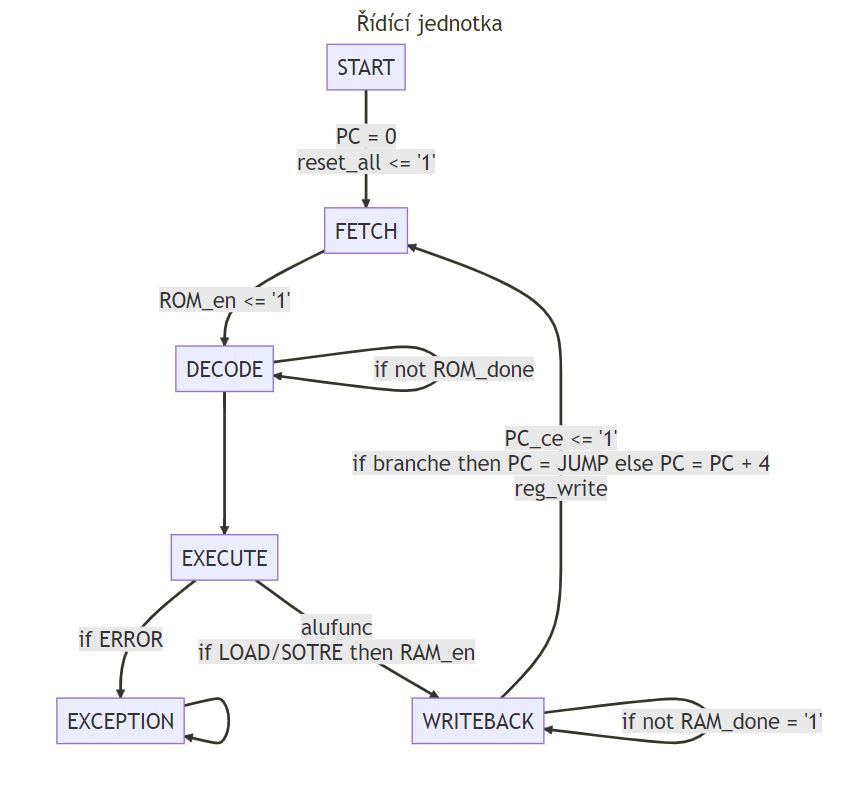 Řídící jednotka
START
PC = 0
reset_all <= '1'
FETCH
ROM_en <= '1'
DECODE
if not ROM_done
PC_ce <= '1'
if branche then PC = JUMP else PC = PC + 4
reg_write
EXECUTE
if ERROR
alufunc
if LOAD/SOTRE then RAM_en
EXCEPTION
WRITEBACK
if not RAM_done = '1'